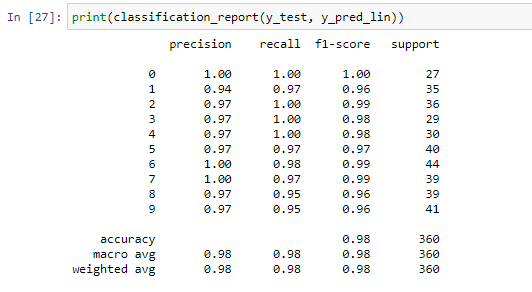 In [27]: print(classification_report(y_test, y_pred_lin))
precision recall f1-score support
0 1.00 1.00 1.00 27
1 0.94 0.97 0.96 35
2 0.97 1.00 0.99 36
3 0.97 1.00 0.98 29
4 0.97 1.00 0.98 30
5 0.97 0.97 0.97 40
6 1.00 0.98 0.99 44
7 1.00 0.97 0.99 39
8 0.97 0.95 0.96 39
9 0.97 0.95 0.96 41
accuracy 0.98 360
macro avg 0.98 0.98 0.98 360
weighted avg 0.98 0.98 0.98 360